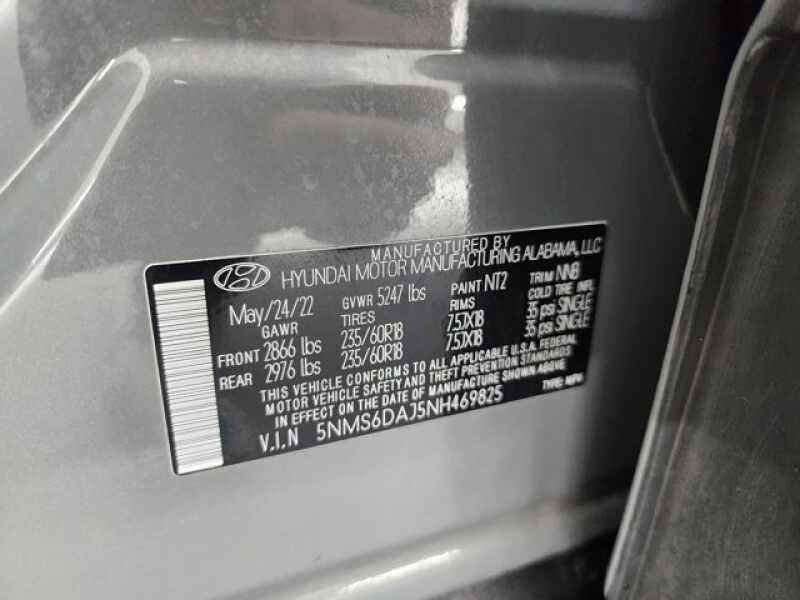 MANUFACTURED BY
HYUNDAI MOTOR MANUFACTURING ALABAMA, LLC
May/24/22 GVWR 5247 lbs PAINT NT2 TRIM NNB
GAWR TIRES RIMS COLD TIRE INFL
FRONT 2866 lbs 235/60R18 7.5JX18 35 psi SINGLE
REAR 2976 lbs 235/60R18 7.5JX18 35 psi SINGLE
THIS VEHICLE CONFORMS TO ALL APPLICABLE U.S.A. FEDERAL
MOTOR VEHICLE SAFETY AND THEFT PREVENTION STANDARDS
IN EFFECT ON THE DATE OF MANUFACTURE SHOWN ABOVE
V.I.N 5NMS6DAJ5NH469825 TYPE: MPV